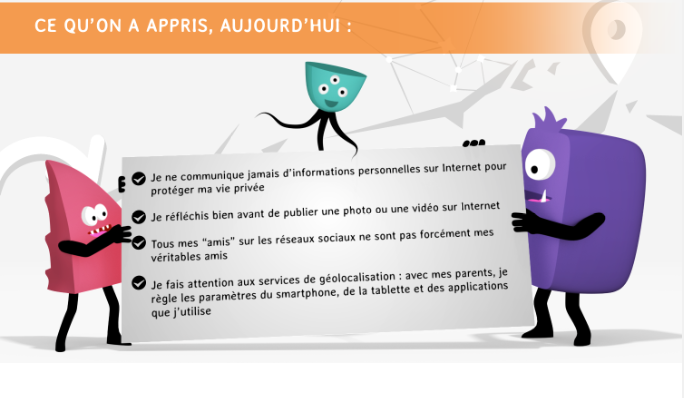 CE QU'ON A APPRIS, AUJOURD'HUI :
Je ne communique jamais d'informations personnelles sur Internet pour
protéger ma vie privée
Je réfléchis bien avant de publier une photo ou une vidéo sur Internet
Tous mes "amis" sur les réseaux sociaux ne sont pas forcément mes
véritables amis
Je fais attention aux services de géolocalisation : avec mes parents, je
règle les paramètres du smartphone, de la tablette et des applications
que j'utilise